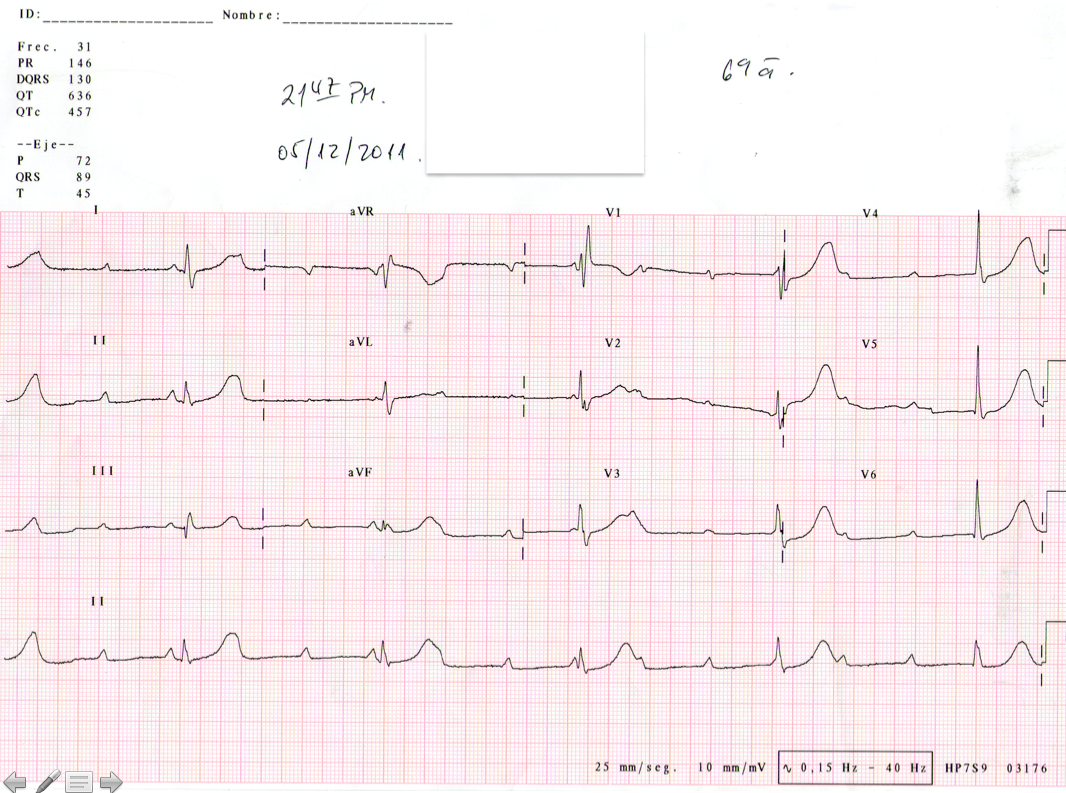 ID:____________________ Nombre:____________________
Frec. 31
PR 146
DQRS 130
QT 636
QTc 457
--Eje--
P 72
QRS 89
T 45
21 47 PM.
05/12/2011.
69 a.
I aVR V1 V4
II aVL V2 V5
III aVF V3 V6
II
25 mm/seg. 10 mm/mV ∿ 0,15 Hz - 40 Hz HP7S9 03176